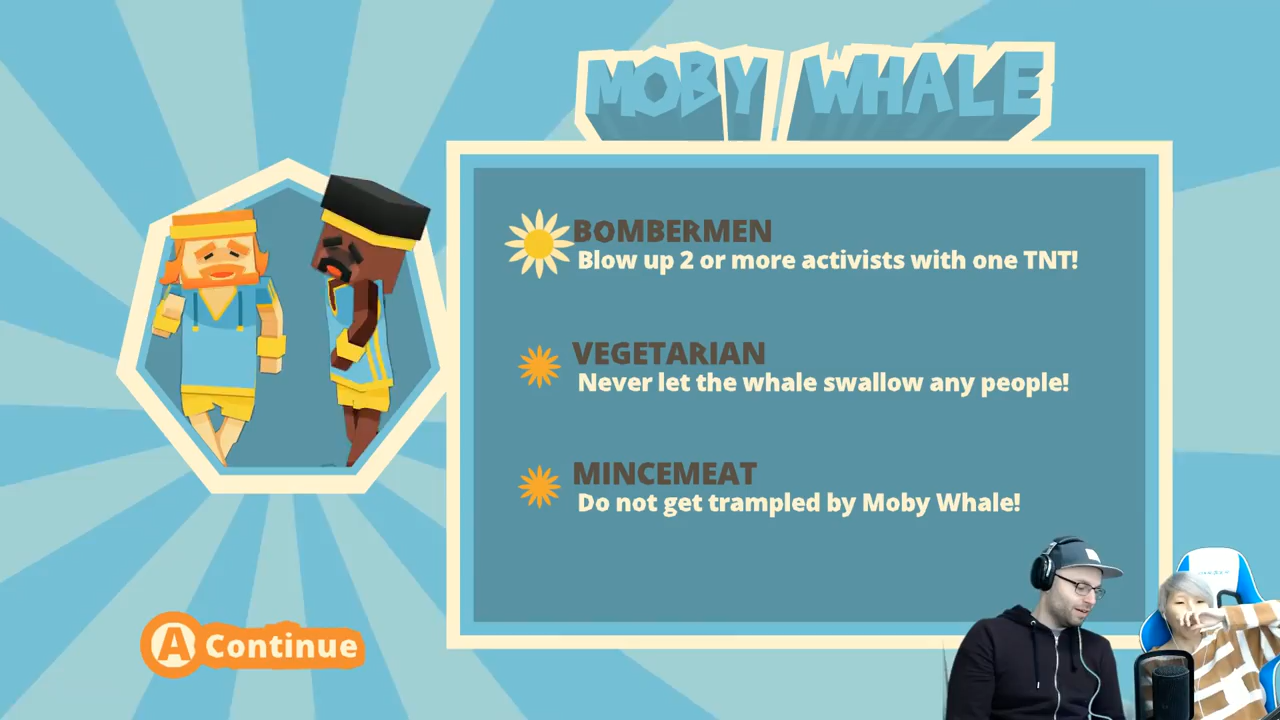 MOBY WHALE
BOMBERMEN
Blow up 2 or more activists with one TNT!
VEGETARIAN
Never let the whale swallow any people!
MINCEMEAT
Do not get trampled by Moby Whale!
A Continue